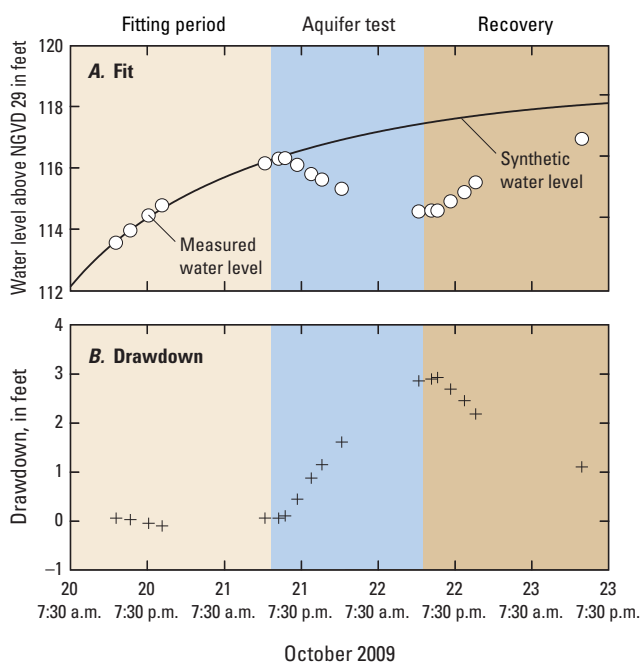 Fitting period
Aquifer test
Recovery
Water level above NGVD 29 in feet
120
118
116
114
112
A. Fit
Measured
water level
Synthetic
water level
Drawdown, in feet
4
3
2
1
0
–1
B. Drawdown
20 20 21 21 22 22 23 23
7:30 a.m. 7:30 p.m. 7:30 a.m. 7:30 p.m. 7:30 a.m. 7:30 p.m. 7:30 a.m. 7:30 p.m.
October 2009